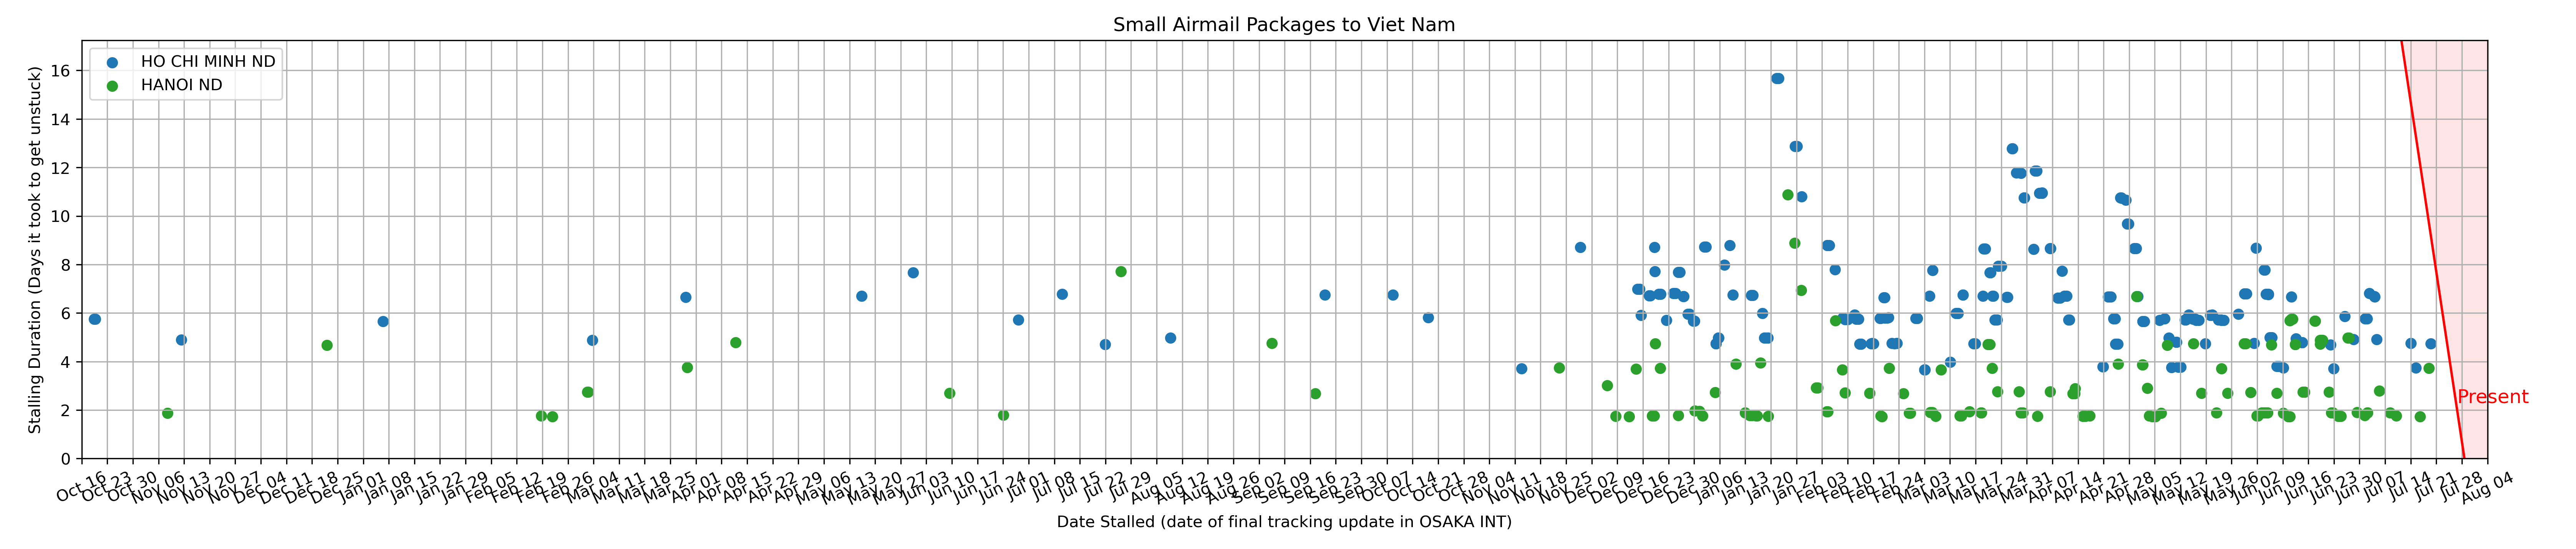 Small Airmail Packages to Viet Nam
HO CHI MINH ND
HANOI ND
Stalling Duration (Days it took to get unstuck)
16
14
12
10
8
6
4
2
0
Present
Oct 16
Oct 23
Oct 30
Nov 06
Nov 13
Nov 20
Nov 27
Dec 04
Dec 11
Dec 18
Dec 25
Jan 01
Jan 08
Jan 15
Jan 22
Jan 29
Feb 05
Feb 12
Feb 19
Feb 26
Mar 04
Mar 11
Mar 18
Mar 25
Apr 01
Apr 08
Apr 15
Apr 22
Apr 29
May 06
May 13
May 20
May 27
Jun 03
Jun 10
Jun 17
Jun 24
Jul 01
Jul 08
Jul 15
Jul 22
Jul 29
Aug 05
Aug 12
Aug 19
Aug 26
Sep 02
Sep 09
Sep 16
Sep 23
Sep 30
Oct 07
Oct 14
Oct 21
Oct 28
Nov 04
Nov 11
Nov 18
Nov 25
Dec 02
Dec 09
Dec 16
Dec 23
Dec 30
Jan 06
Jan 13
Jan 20
Jan 27
Feb 03
Feb 10
Feb 17
Feb 24
Mar 03
Mar 10
Mar 17
Mar 24
Mar 31
Apr 07
Apr 14
Apr 21
Apr 28
May 05
May 12
May 19
May 26
Jun 02
Jun 09
Jun 16
Jun 23
Jun 30
Jul 07
Jul 14
Jul 21
Jul 28
Aug 04
Date Stalled (date of final tracking update in OSAKA INT)